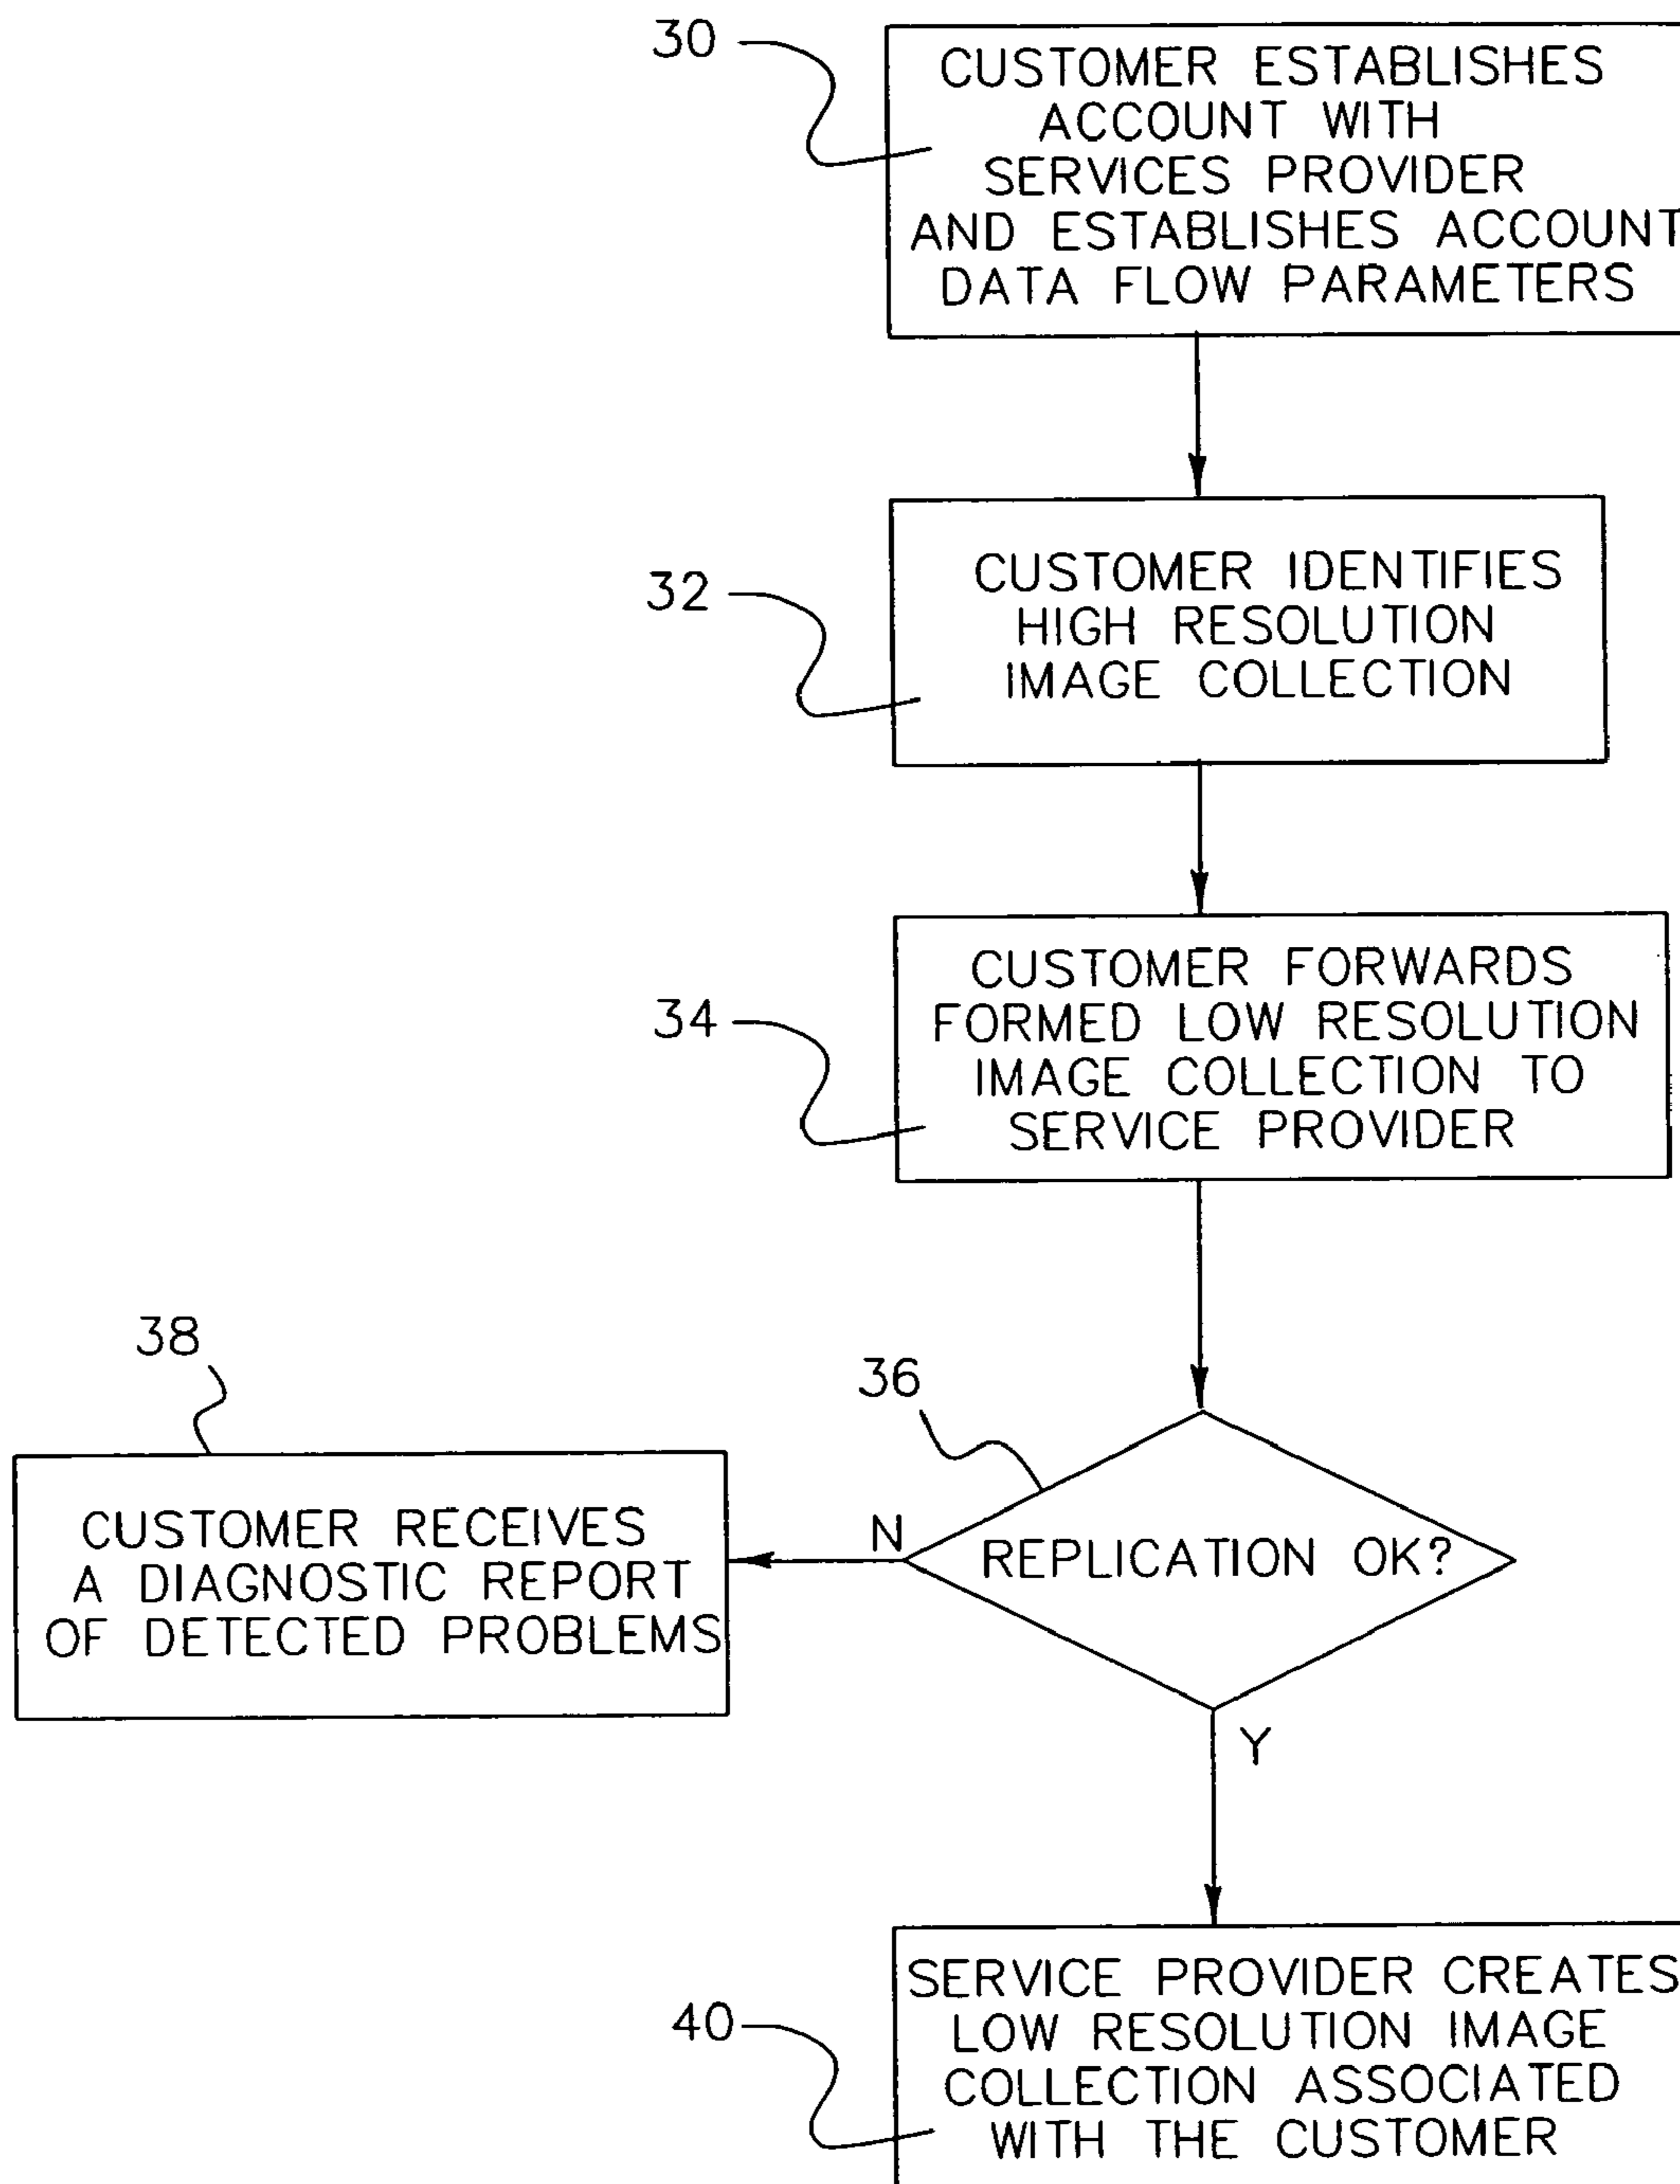 30
CUSTOMER ESTABLISHES
ACCOUNT WITH
SERVICES PROVIDER
AND ESTABLISHES ACCOUNT
DATA FLOW PARAMETERS
32
CUSTOMER IDENTIFIES
HIGH RESOLUTION
IMAGE COLLECTION
34
CUSTOMER FORWARDS
FORMED LOW RESOLUTION
IMAGE COLLECTION TO
SERVICE PROVIDER
36
REPLICATION OK?
N
38
CUSTOMER RECEIVES
A DIAGNOSTIC REPORT
OF DETECTED PROBLEMS
Y
40
SERVICE PROVIDER CREATES
LOW RESOLUTION IMAGE
COLLECTION ASSOCIATED
WITH THE CUSTOMER